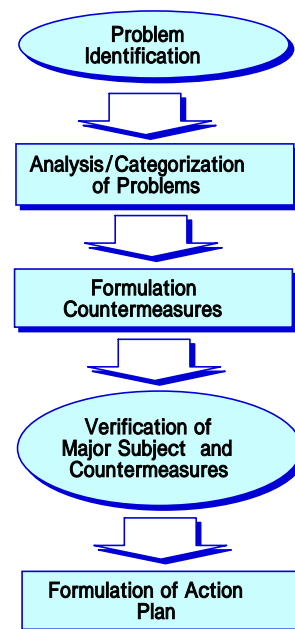 Problem
Identification
Analysis/Categorization
of Problems
Formulation
Countermeasures
Verification of
Major Subject and
Countermeasures
Formulation of Action
Plan